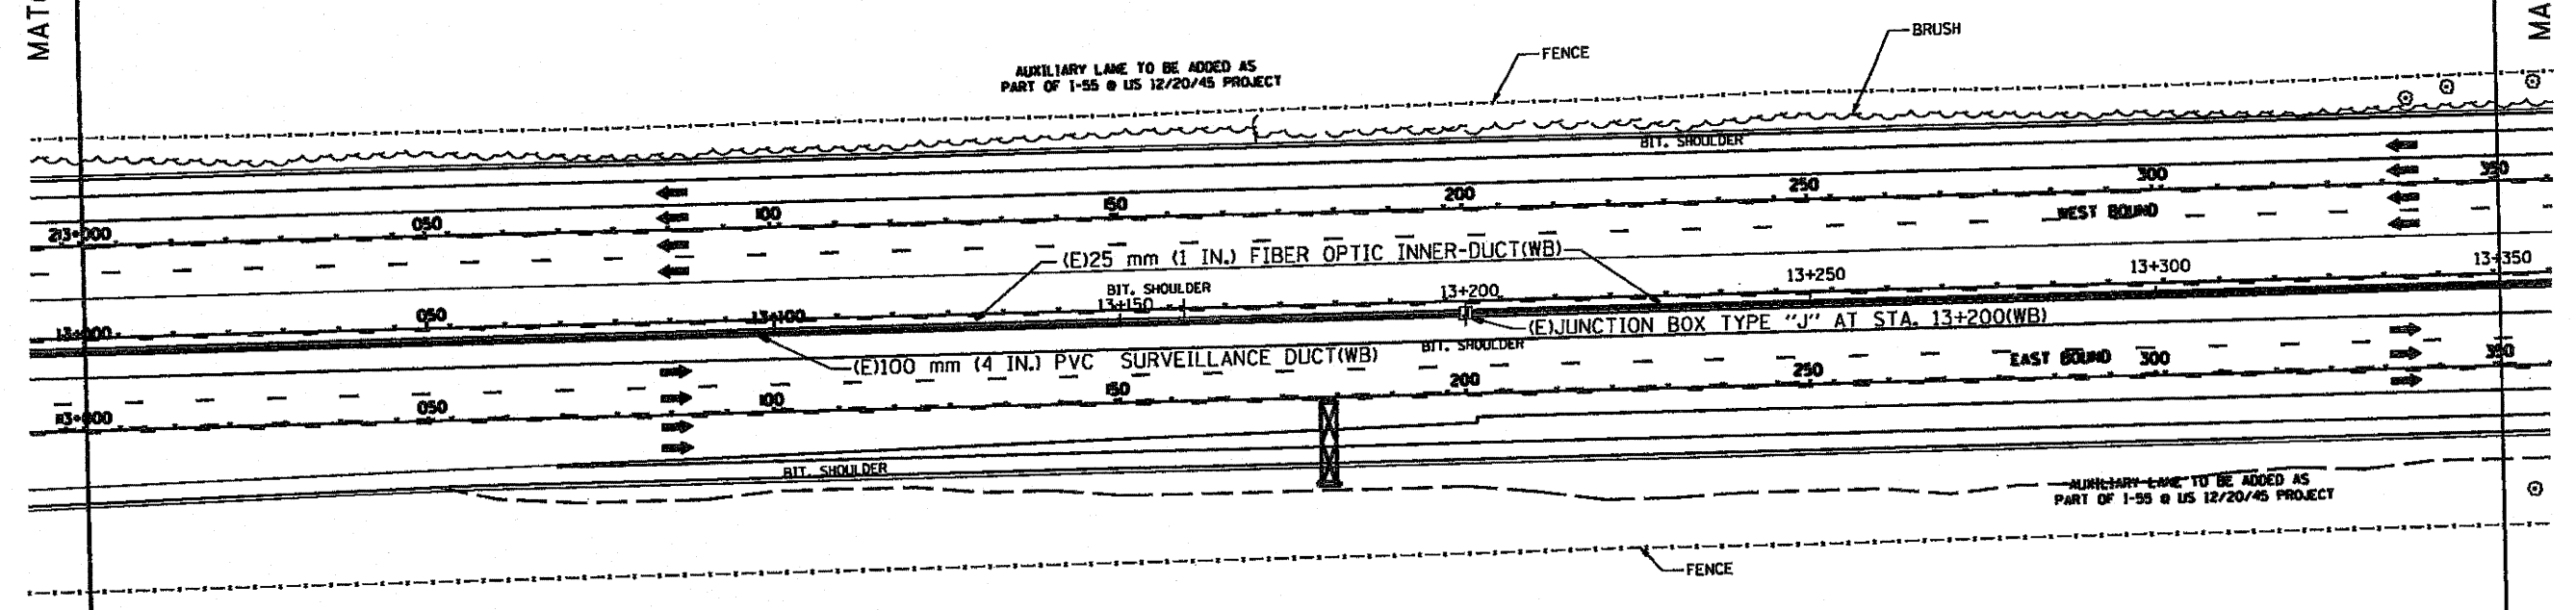 MAT
MA
BRUSH
FENCE
AUXILIARY LANE TO BE ADDED AS
PART OF I-55 @ US 12/20/45 PROJECT
BIT. SHOULDER
213+000 050 100 150 200 250 300 350
WEST BOUND
(E)25 mm (1 IN.) FIBER OPTIC INNER-DUCT(WB)
BIT. SHOULDER
13+000 050 13+100 13+150 13+200 13+250 13+300 13+350
(E)JUNCTION BOX TYPE "J" AT STA. 13+200(WB)
BIT. SHOULDER
(E)100 mm (4 IN.) PVC SURVEILLANCE DUCT(WB)
EAST BOUND
113+000 050 100 150 200 250 300 350
BIT. SHOULDER
AUXILIARY LANE TO BE ADDED AS
PART OF I-55 @ US 12/20/45 PROJECT
FENCE